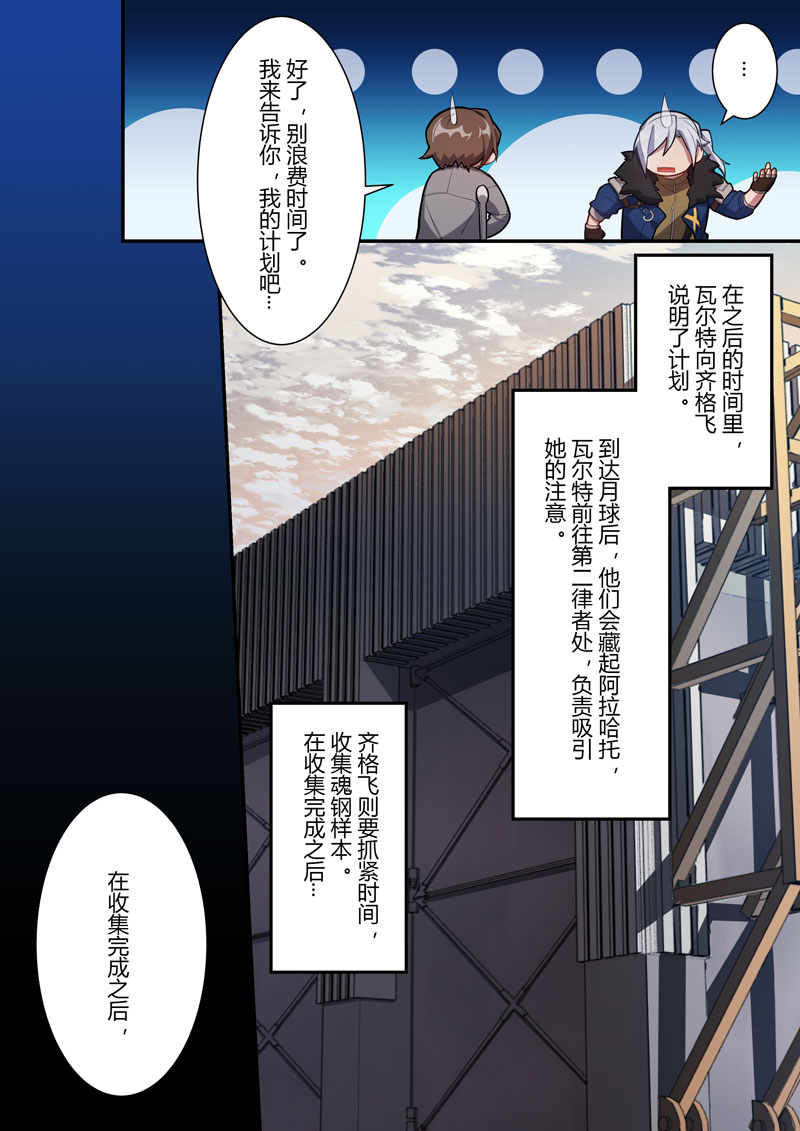 …
好了，别浪费时间了。
我来告诉你，我的计划吧…
在之后的时间里，
瓦尔特向齐格飞
说明了计划。
到达月球后，他们会藏起阿拉哈托，
瓦尔特前往第二律者处，负责吸引
她的注意。
齐格飞则要抓紧时间，
收集魂钢样本。
在收集完成之后…
在收集完成之后，